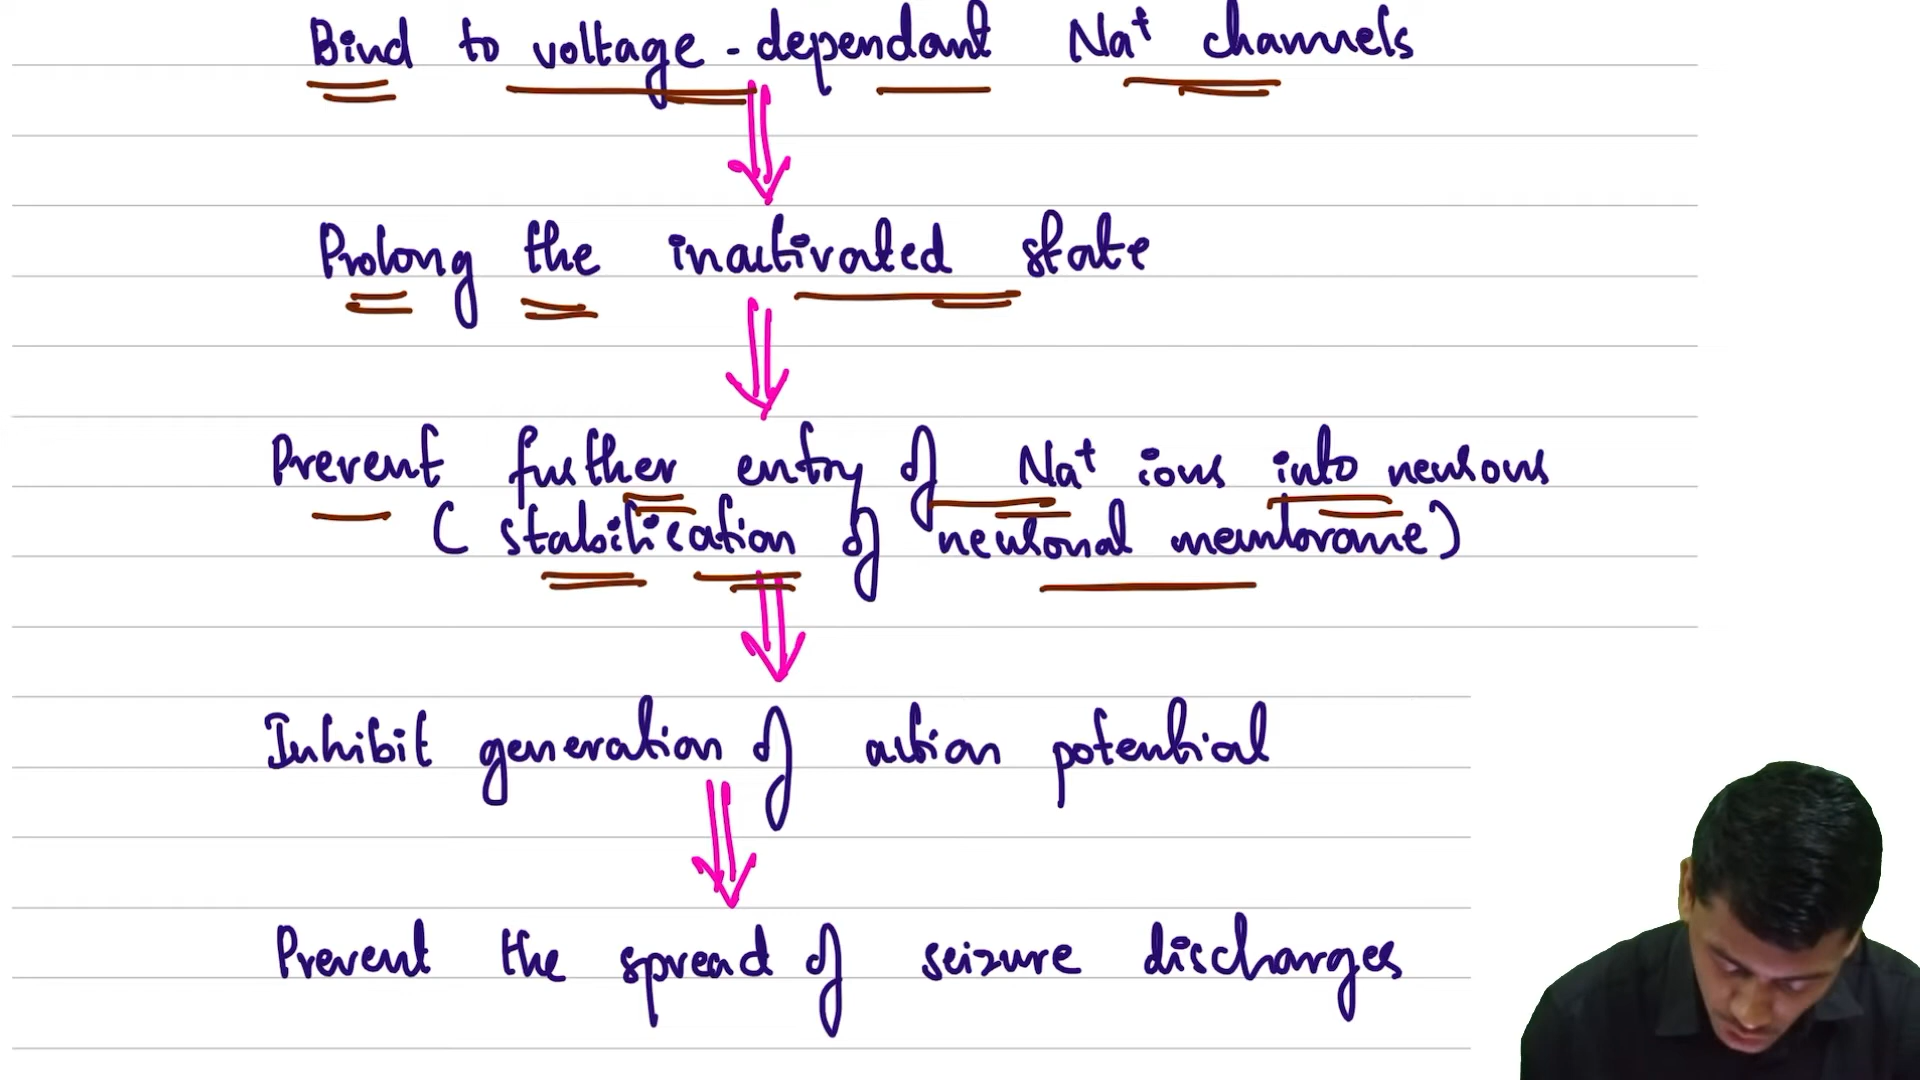 Bind to voltage - dependant Na⁺ channels
Prolong the inactivated state
Prevent further entry of Na⁺ ions into neurons
( stabilication of neuronal membrane)
Inhibit generation of action potential
Prevent the spread of seizure discharges